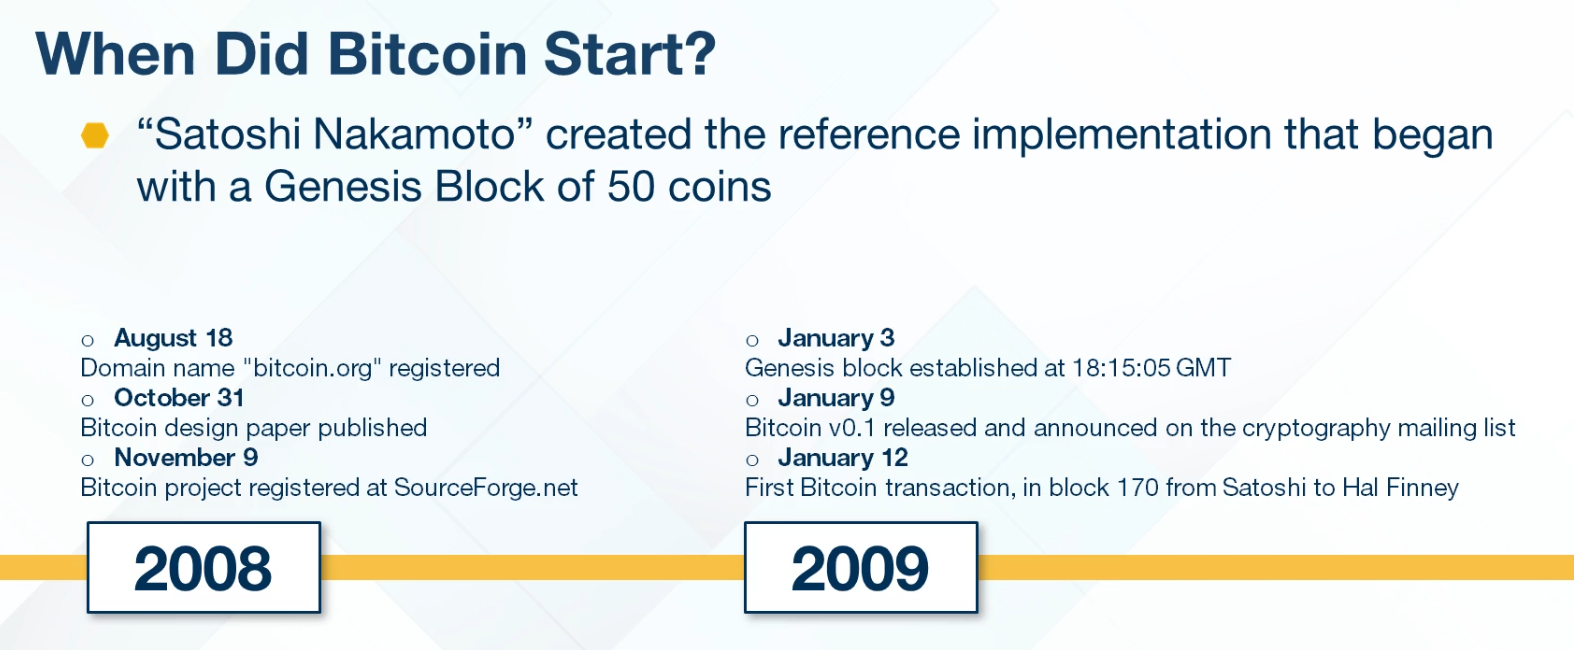 When Did Bitcoin Start?
“Satoshi Nakamoto” created the reference implementation that began
with a Genesis Block of 50 coins
August 18
Domain name "bitcoin.org" registered
October 31
Bitcoin design paper published
November 9
Bitcoin project registered at SourceForge.net
2008
January 3
Genesis block established at 18:15:05 GMT
January 9
Bitcoin v0.1 released and announced on the cryptography mailing list
January 12
First Bitcoin transaction, in block 170 from Satoshi to Hal Finney
2009